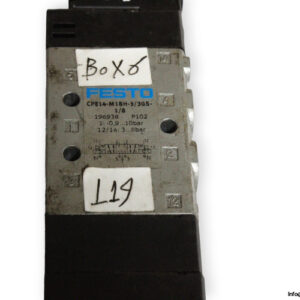 BOX6
FESTO
CPE14-M1BH-5/3GS-
1/8
196938 P102
1: -0,9...10bar
12/14:3...8bar
L19